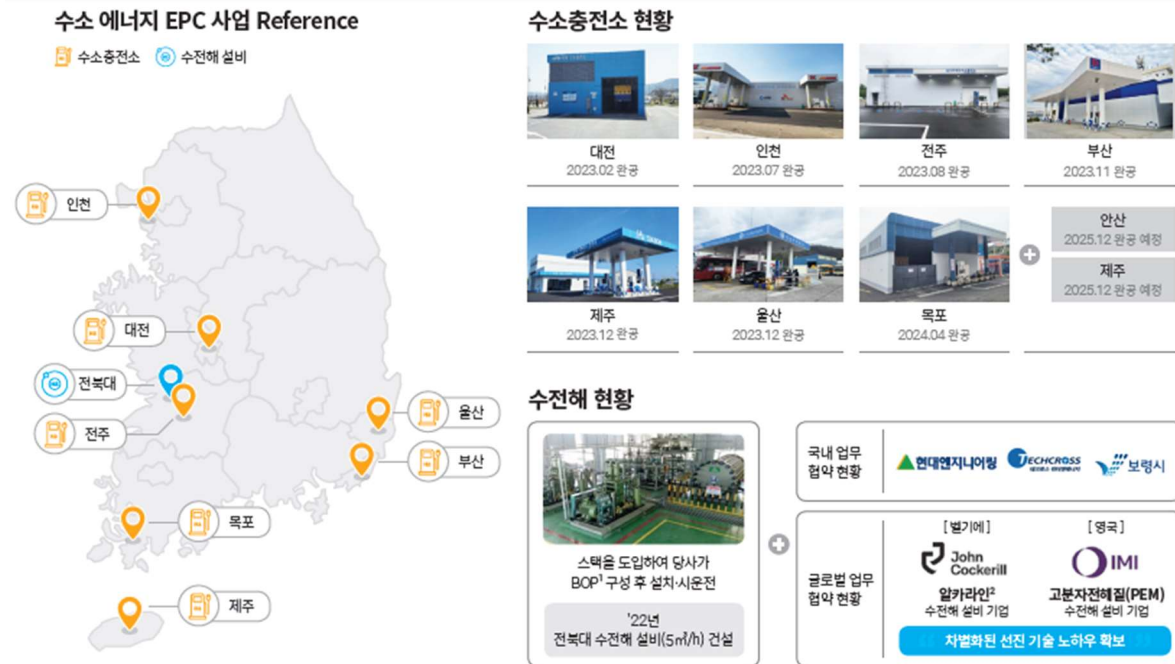 수소 에너지 EPC 사업 Reference
수소충전소 수전해 설비
인천
대전
전북대
전주
울산
부산
목포
제주
수소충전소 현황
대전
2023.02 완공
인천
2023.07 완공
전주
2023.08 완공
부산
2023.11 완공
제주
2023.12 완공
울산
2023.12 완공
목포
2024.04 완공
안산
2025.12 완공 예정
제주
2025.12 완공 예정
수전해 현황
스택을 도입하여 당사가
BOP¹ 구성 후 설치·시운전
'22년
전북대 수전해 설비(5㎥/h) 건설
국내 업무
협약 현황
현대엔지니어링
TECHCROSS
보령시
글로벌 업무
협약 현황
[벨기에]
John
Cockerill
알카라인²
수전해 설비 기업
[영국]
IMI
고분자전해질(PEM)
수전해 설비 기업
차별화된 선진 기술 노하우 확보